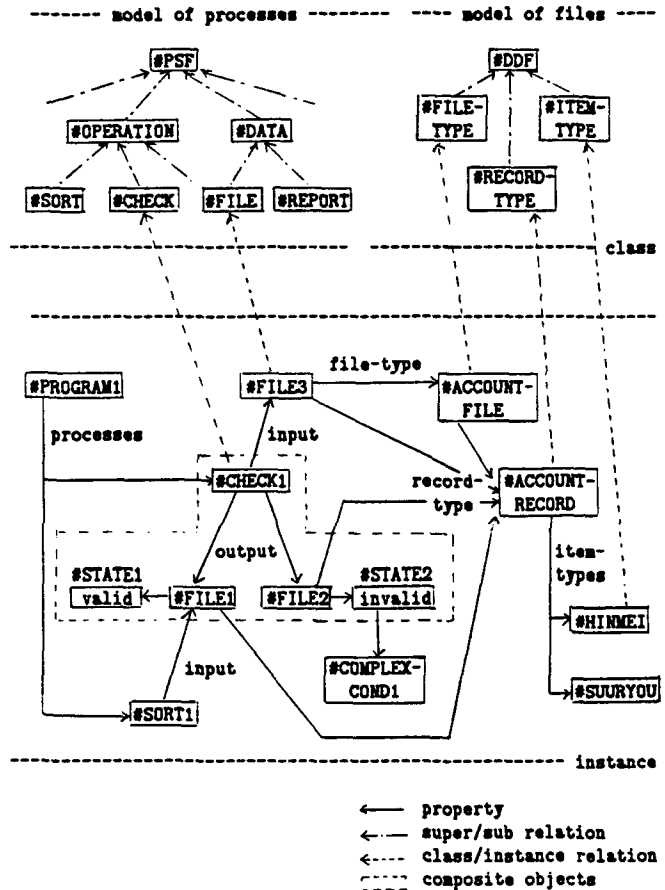 model of processes
model of files
#PSF
#DDF
#FILE-
TYPE
#ITEM-
TYPE
#OPERATION
#DATA
#RECORD-
TYPE
#SORT
#CHECK
#FILE
#REPORT
class
file-type
#PROGRAM1
#FILE3
#ACCOUNT-
FILE
processes
input
#CHECK1
record-
type
#ACCOUNT-
RECORD
output
item-
types
#STATE1
valid
#FILE1
#FILE2
#STATE2
invalid
#HINMEI
input
#COMPLEX-
COND1
#SUURYOU
#SORT1
instance
property
super/sub relation
class/instance relation
composite objects